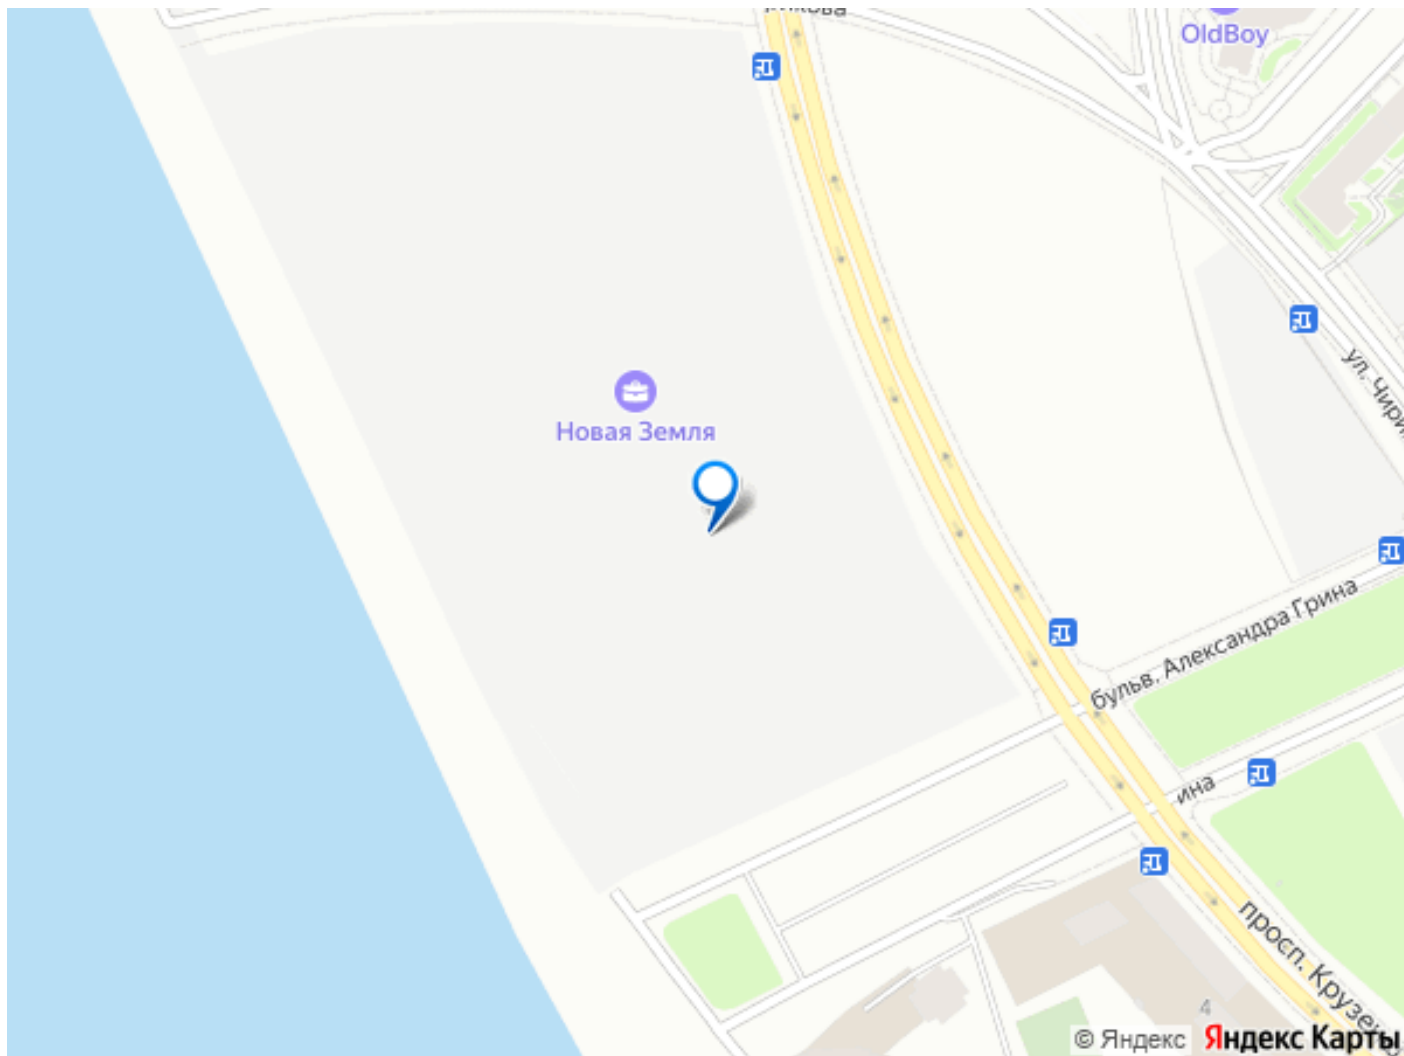 OldBoy
ул. Чири
Новая Земля
бульв. Александра Грина
ина
просп. Крузен
4
© Яндекс Яндекс Карты